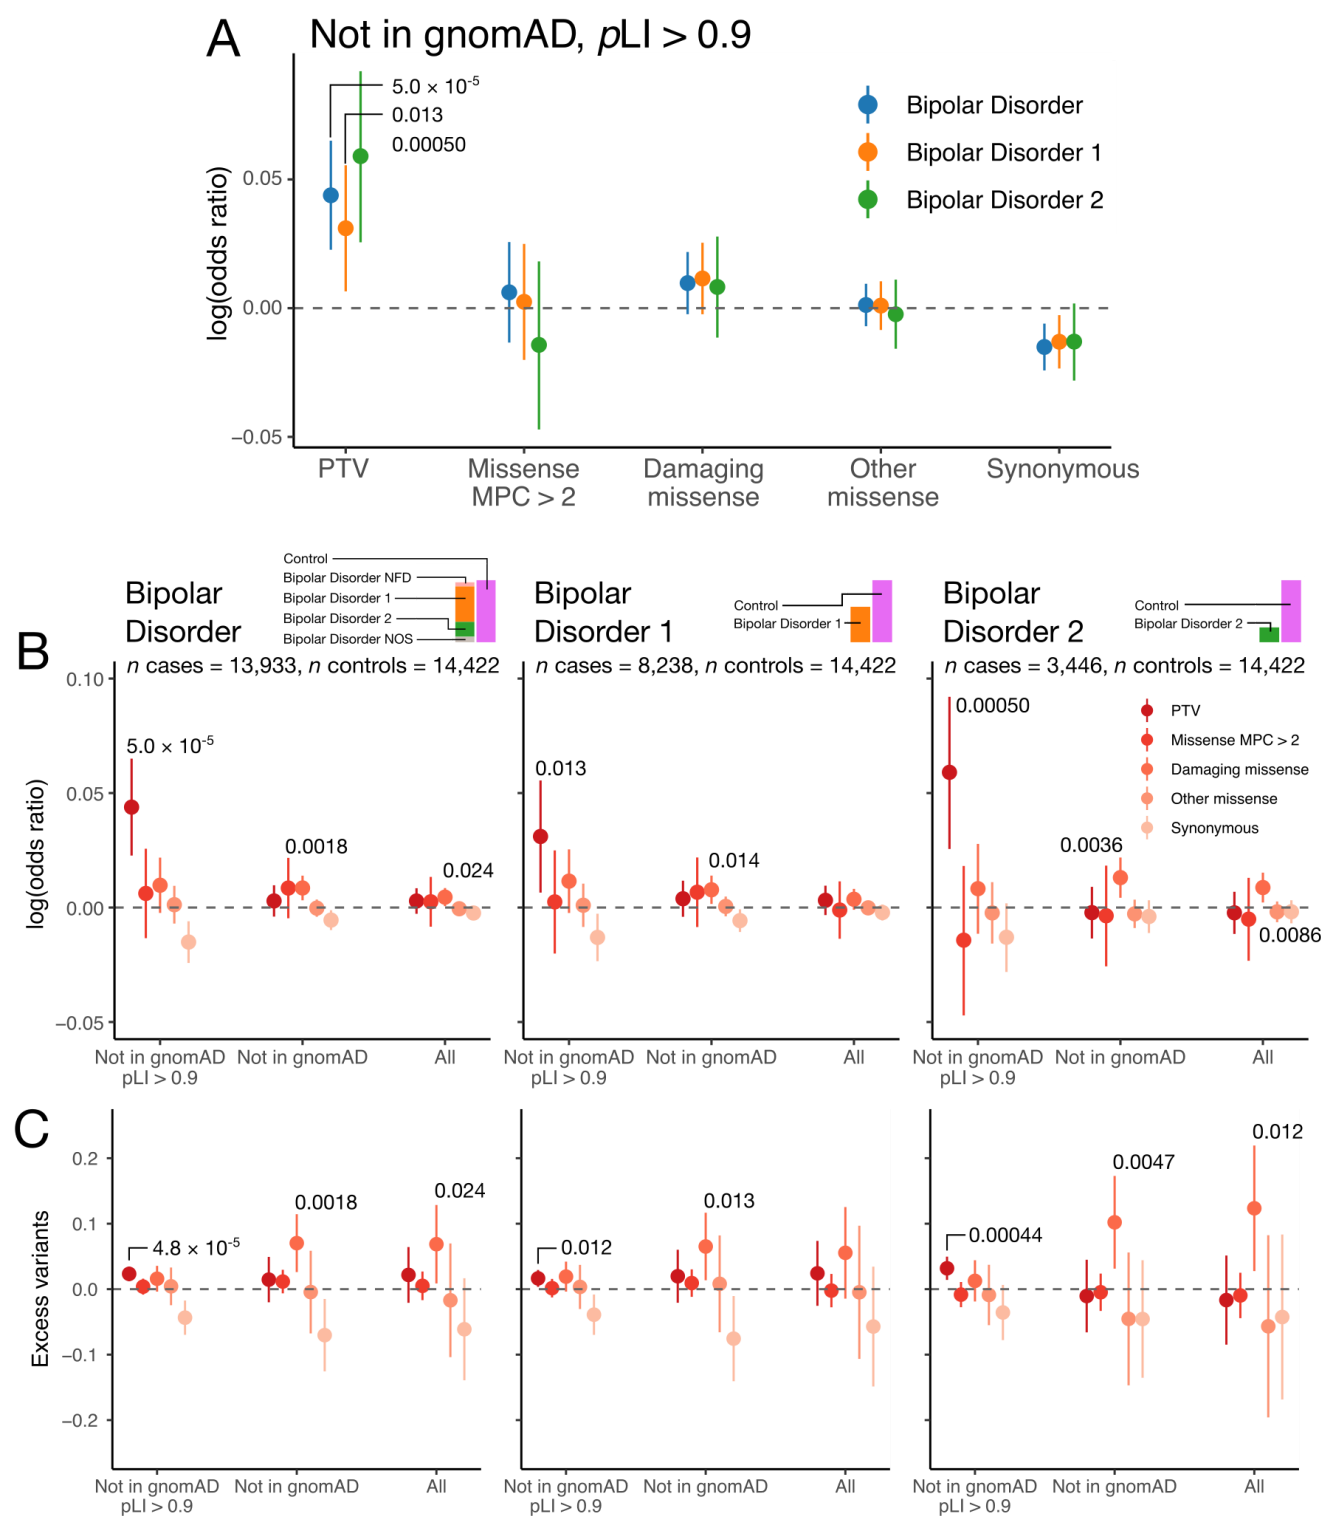 A
Not in gnomAD, pLI > 0.9
5.0 × 10⁻⁵
0.013
0.00050
Bipolar Disorder
Bipolar Disorder 1
Bipolar Disorder 2
log(odds ratio)
0.05
0.00
−0.05
PTV
Missense
MPC > 2
Damaging
missense
Other
missense
Synonymous
B
Bipolar
Disorder
Control
Bipolar Disorder NFD
Bipolar Disorder 1
Bipolar Disorder 2
Bipolar Disorder NOS
n cases = 13,933, n controls = 14,422
Bipolar
Disorder 1
Control
Bipolar Disorder 1
n cases = 8,238, n controls = 14,422
Bipolar
Disorder 2
Control
Bipolar Disorder 2
n cases = 3,446, n controls = 14,422
log(odds ratio)
0.10
0.05
0.00
−0.05
5.0 × 10⁻⁵
0.0018
0.024
0.013
0.014
0.00050
0.0036
0.0086
PTV
Missense MPC > 2
Damaging missense
Other missense
Synonymous
Not in gnomAD
pLI > 0.9
Not in gnomAD
All
Not in gnomAD
pLI > 0.9
Not in gnomAD
All
Not in gnomAD
pLI > 0.9
Not in gnomAD
All
C
Excess variants
0.2
0.1
0.0
−0.1
−0.2
4.8 × 10⁻⁵
0.0018
0.024
0.012
0.013
0.00044
0.0047
0.012
Not in gnomAD
pLI > 0.9
Not in gnomAD
All
Not in gnomAD
pLI > 0.9
Not in gnomAD
All
Not in gnomAD
pLI > 0.9
Not in gnomAD
All